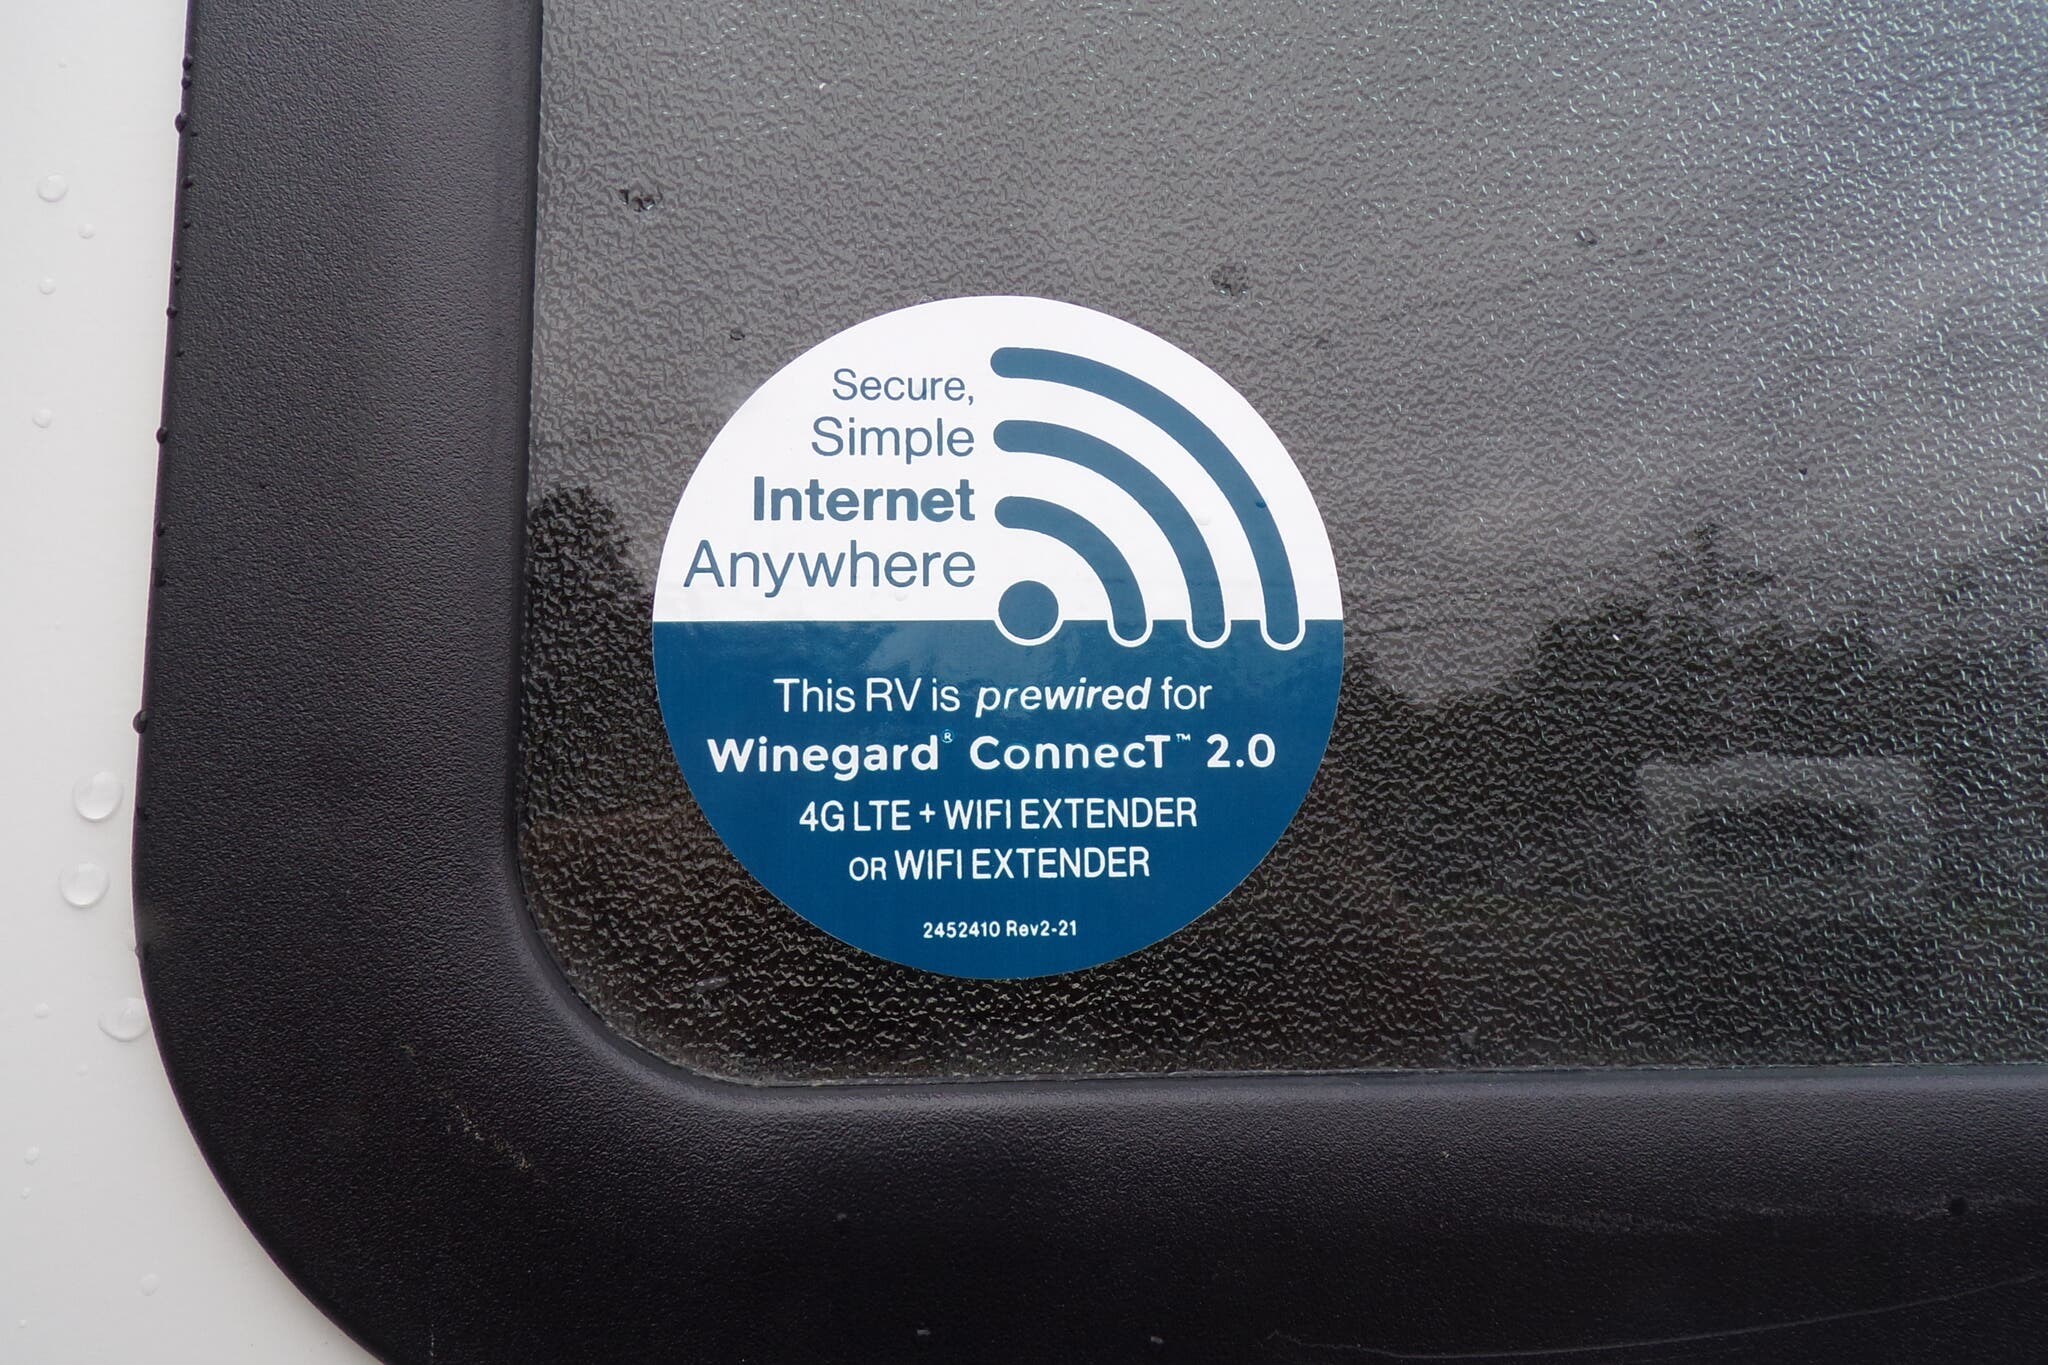 Secure,
Simple
Internet
Anywhere
This RV is prewired for
Winegard® ConnecT™ 2.0
4G LTE + WIFI EXTENDER
OR WIFI EXTENDER
2452410 Rev2-21